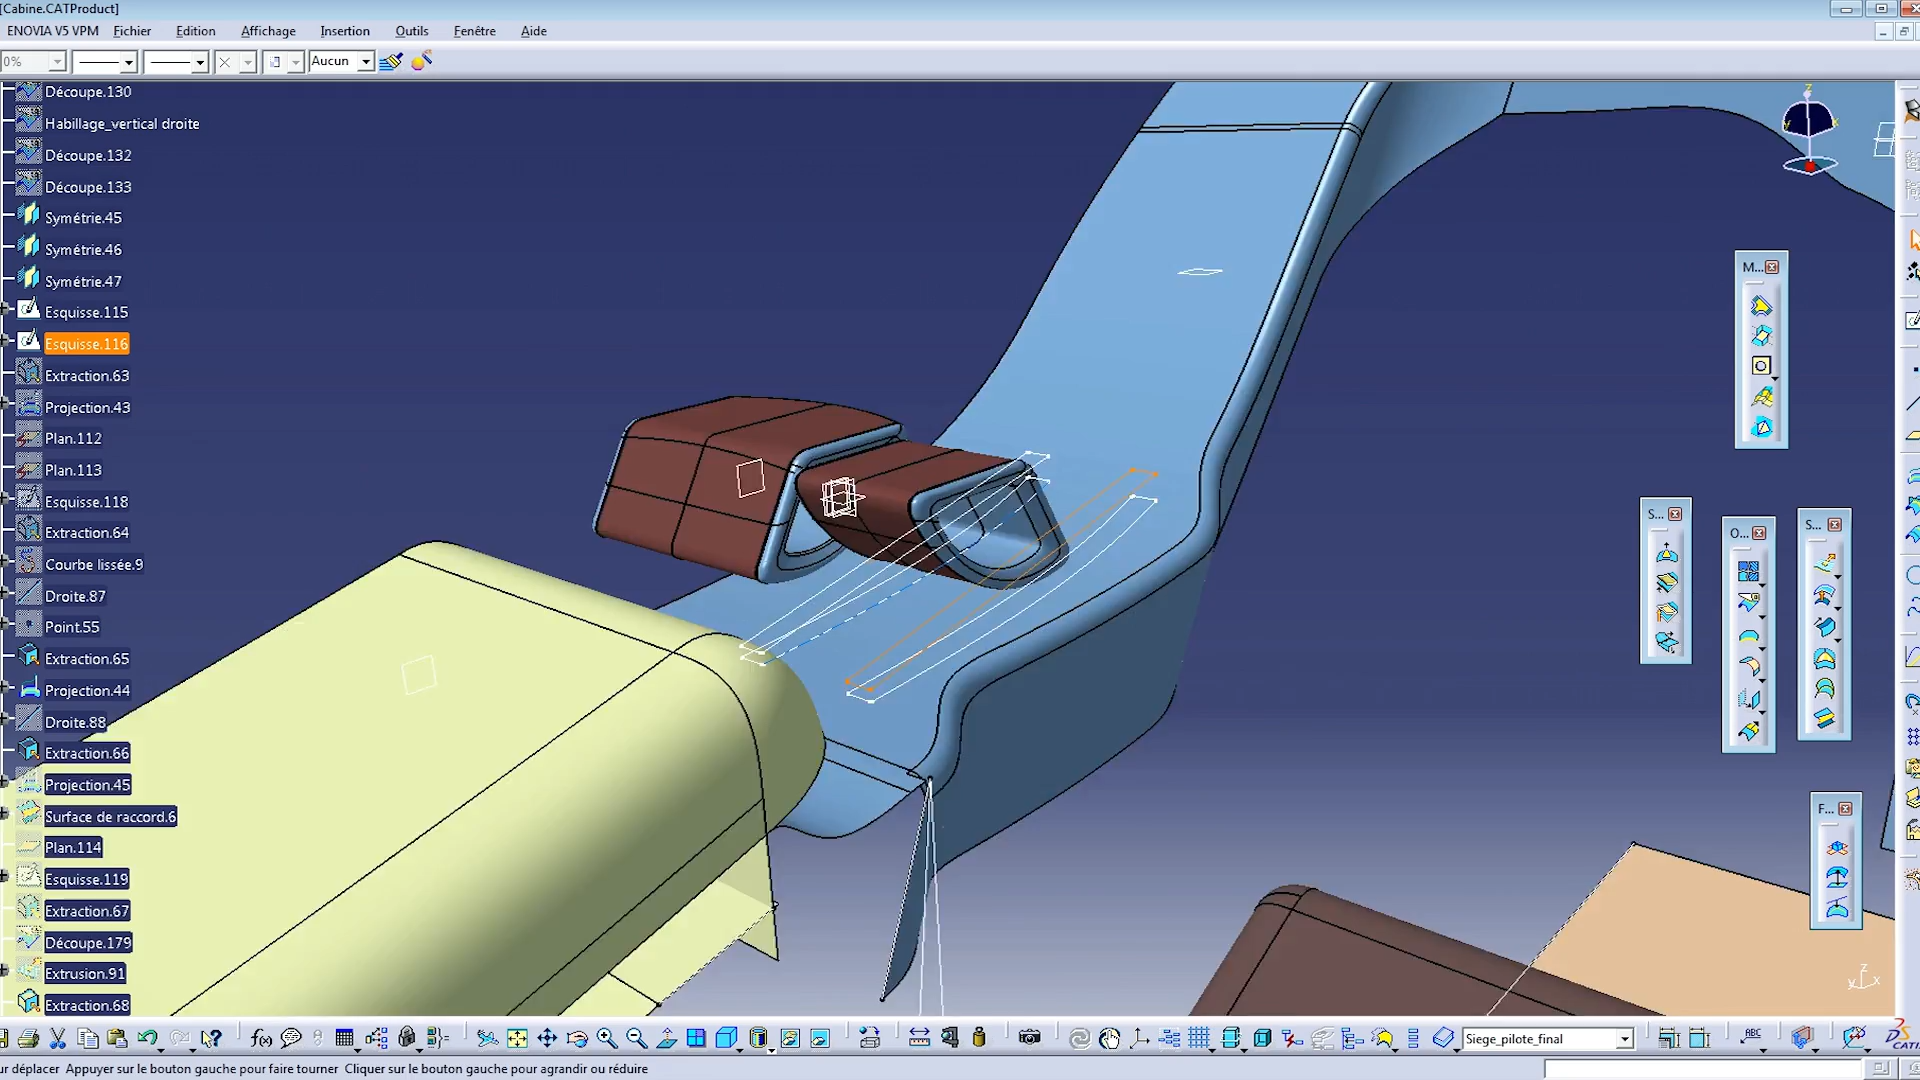 [Cabine.CATProduct]
ENOVIA V5 VPM Fichier Edition Affichage Insertion Outils Fenêtre Aide
0% Aucun
Découpe.130
Habillage_vertical droite
Découpe.132
Découpe.133
Symétrie.45
Symétrie.46
Symétrie.47
Esquisse.115
Esquisse.116
Extraction.63
Projection.43
Plan.112
Plan.113
Esquisse.118
Extraction.64
Courbe lissée.9
Droite.87
Point.55
Extraction.65
Projection.44
Droite.88
Extraction.66
Projection.45
Surface de raccord.6
Plan.114
Esquisse.119
Extraction.67
Découpe.179
Extrusion.91
Extraction.68
M...
S...
O...
S...
F...
z
y x
z
y x
f(x)
Siege_pilote_final
ABC
ur déplacer Appuyer sur le bouton gauche pour faire tourner Cliquer sur le bouton gauche pour agrandir ou réduire